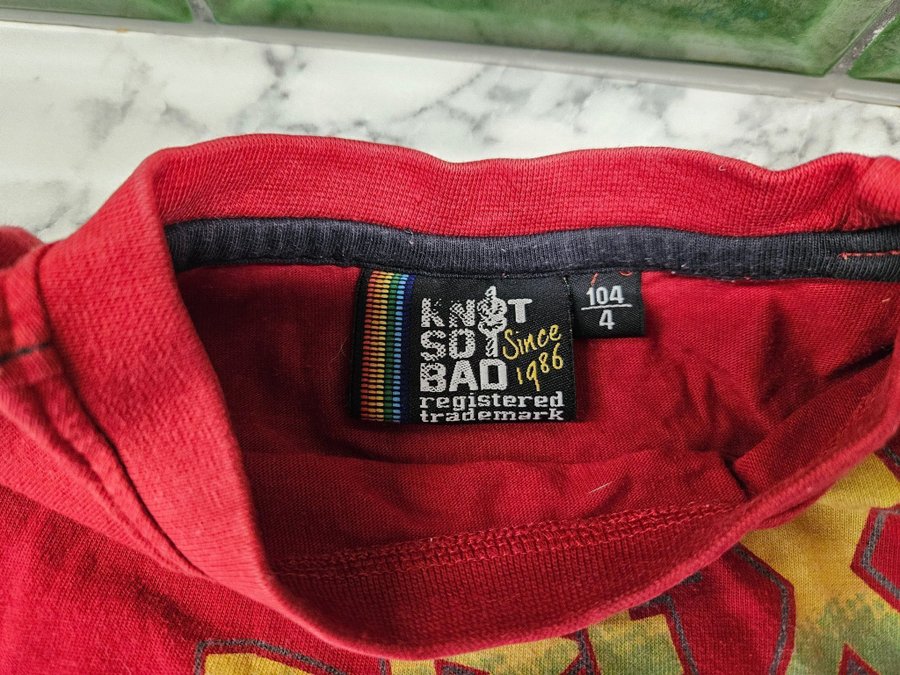 KNOT
SO
BAD
Since
1986
registered
trademark
104
4